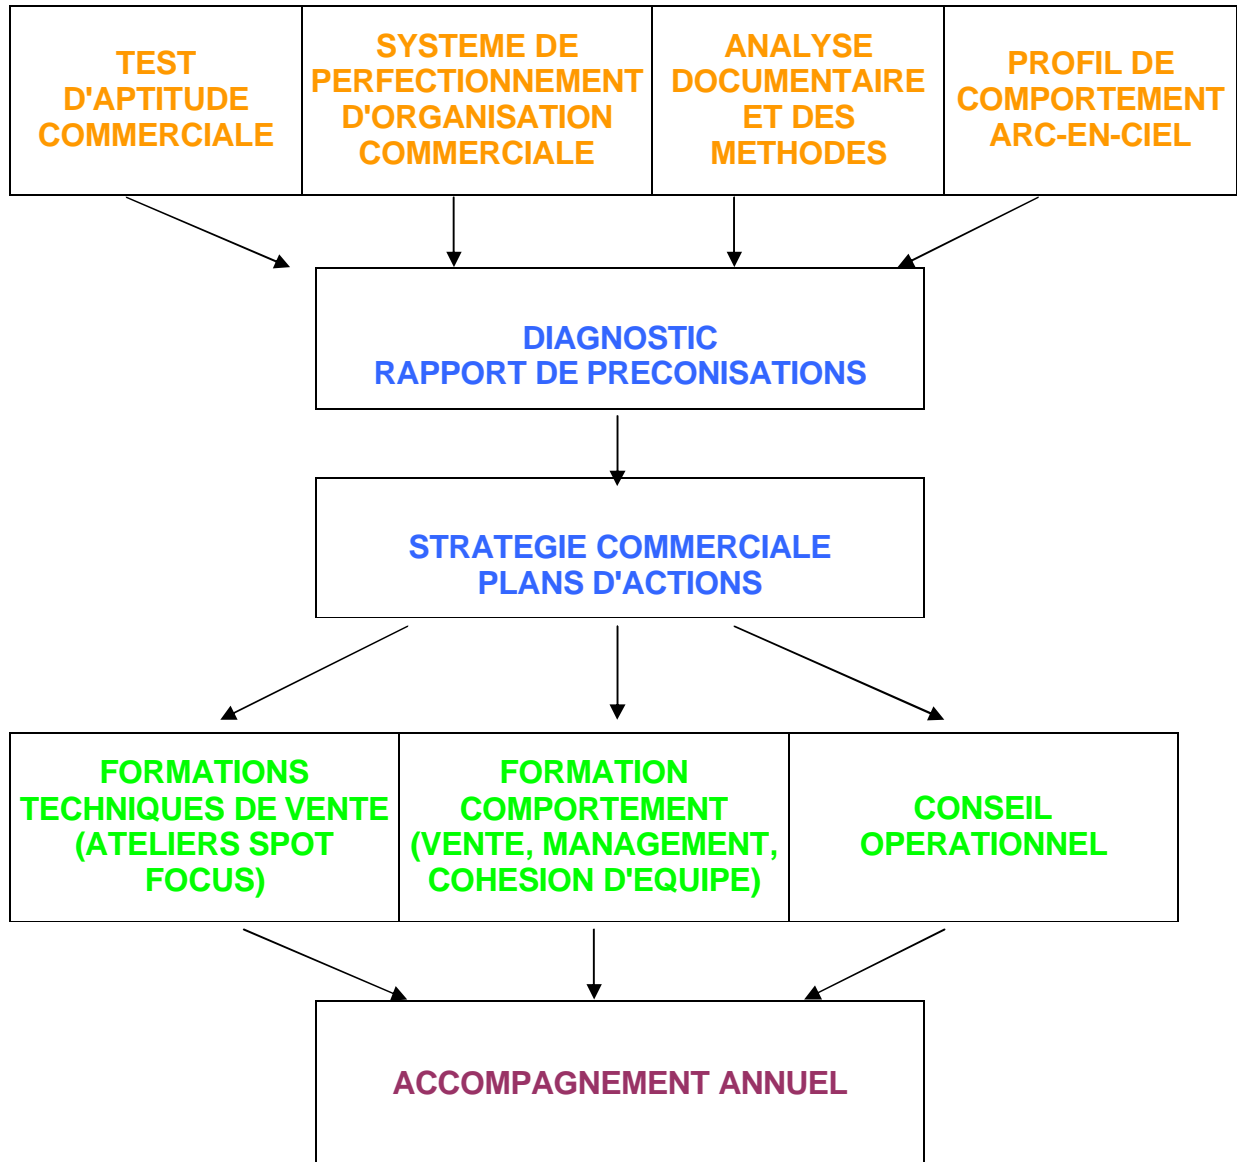 TEST
D'APTITUDE
COMMERCIALE
SYSTEME DE
PERFECTIONNEMENT
D'ORGANISATION
COMMERCIALE
ANALYSE
DOCUMENTAIRE
ET DES
METHODES
PROFIL DE
COMPORTEMENT
ARC-EN-CIEL
DIAGNOSTIC
RAPPORT DE PRECONISATIONS
STRATEGIE COMMERCIALE
PLANS D'ACTIONS
FORMATIONS
TECHNIQUES DE VENTE
(ATELIERS SPOT
FOCUS)
FORMATION
COMPORTEMENT
(VENTE, MANAGEMENT,
COHESION D'EQUIPE)
CONSEIL
OPERATIONNEL
ACCOMPAGNEMENT ANNUEL